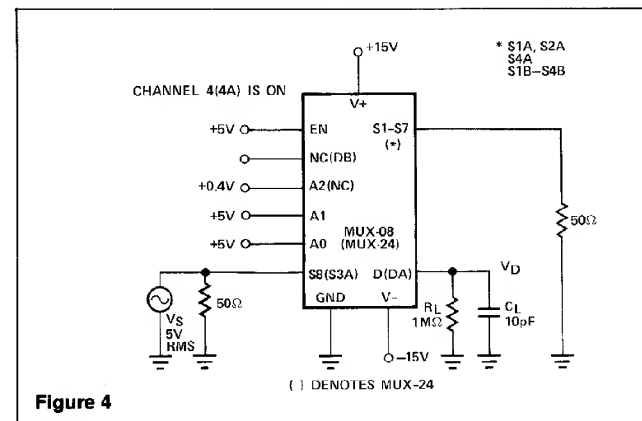 +15V
* S1A, S2A
S4A
S1B–S4B
CHANNEL 4(4A) IS ON
V+
+5V
EN
S1–S7
(*)
NC(DB)
+0.4V
A2(NC)
+5V
A1
50Ω
MUX-08
(MUX-24)
+5V
A0
VD
S8(S3A)
D(DA)
50Ω
GND
V–
RL
1MΩ
CL
10pF
VS
5V
RMS
–15V
( ) DENOTES MUX-24
Figure 4